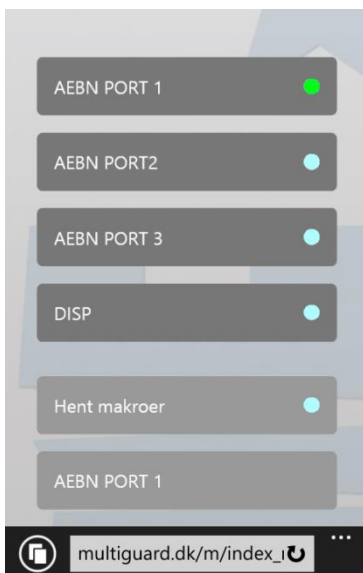 AEBN PORT 1
AEBN PORT2
AEBN PORT 3
DISP
Hent makroer
AEBN PORT 1
multiguard.dk/m/index_